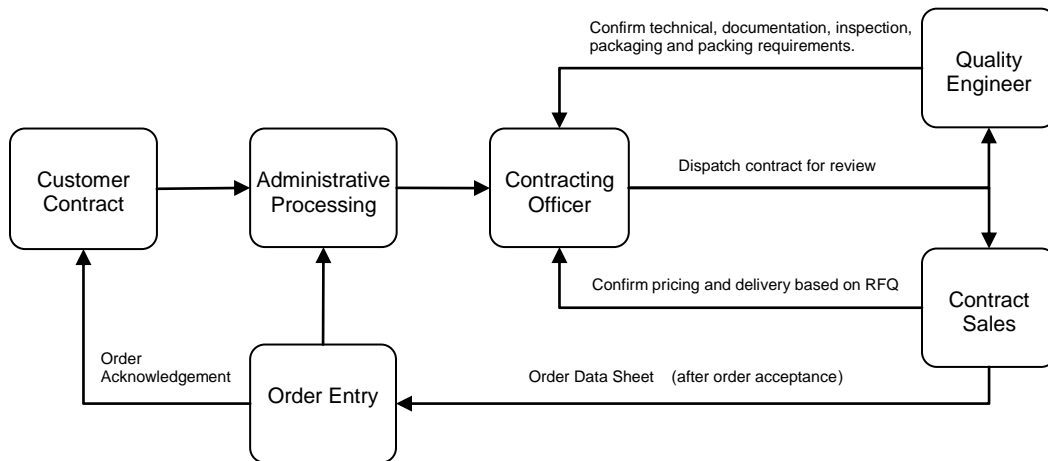 Confirm technical, documentation, inspection,
packaging and packing requirements.
Quality
Engineer
Customer
Contract
Administrative
Processing
Contracting
Officer
Dispatch contract for review
Confirm pricing and delivery based on RFQ
Contract
Sales
Order
Acknowledgement
Order Entry
Order Data Sheet (after order acceptance)